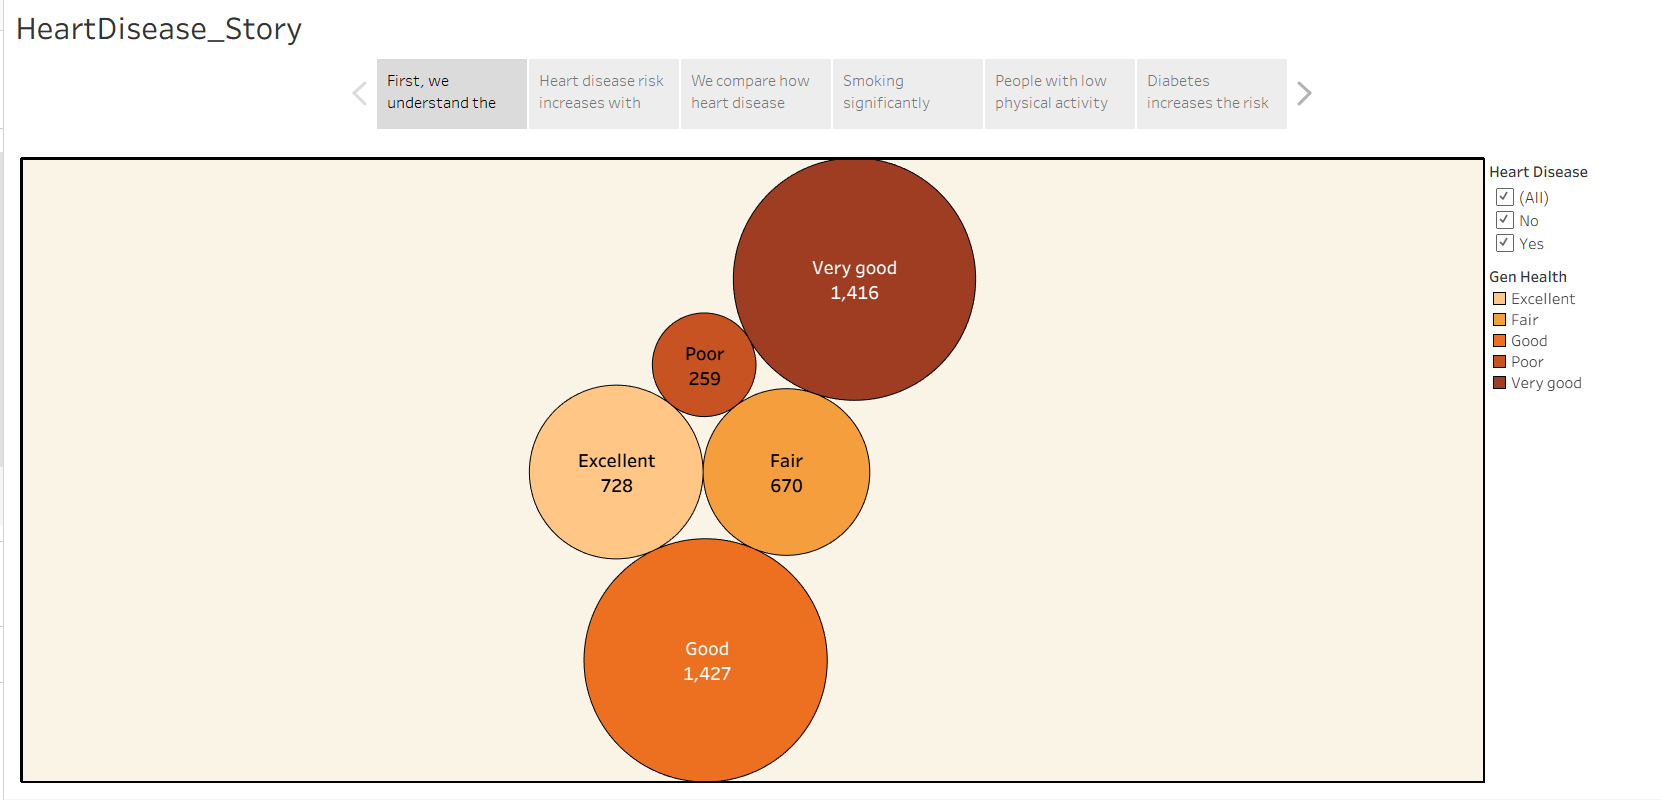 HeartDisease_Story
First, we
understand the
Heart disease risk
increases with
We compare how
heart disease
Smoking
significantly
People with low
physical activity
Diabetes
increases the risk
Very good
1,416
Poor
259
Excellent
728
Fair
670
Good
1,427
Heart Disease
(All)
No
Yes
Gen Health
Excellent
Fair
Good
Poor
Very good